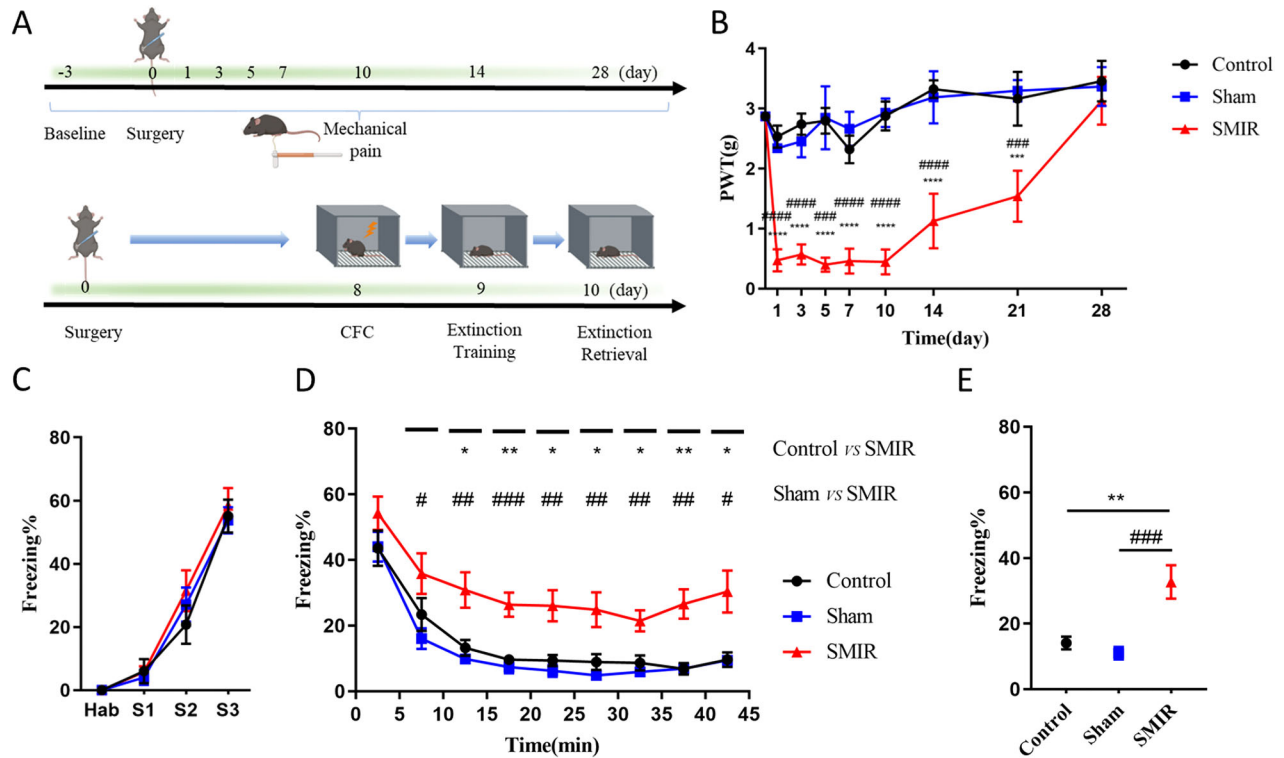 A
-3 0 1 3 5 7 10 14 28 (day)
Baseline Surgery Mechanical
pain
0 8 9 10 (day)
Surgery CFC Extinction Extinction
Training Retrieval
B
Control
Sham
SMIR
PWT(g)
4
3
2
1
0
#### #### ### #### #### #### ###
**** **** **** **** **** **** ***
1 3 5 7 10 14 21 28
Time(day)
C
Freezing%
80
60
40
20
0
Hab S1 S2 S3
D
Freezing%
80
60
40
20
0
* ** * * * ** * Control vs SMIR
# ## ### ## ## ## ## # Sham vs SMIR
Control
Sham
SMIR
0 5 10 15 20 25 30 35 40 45
Time(min)
E
Freezing%
80
60
40
20
0
**
###
Control Sham SMIR